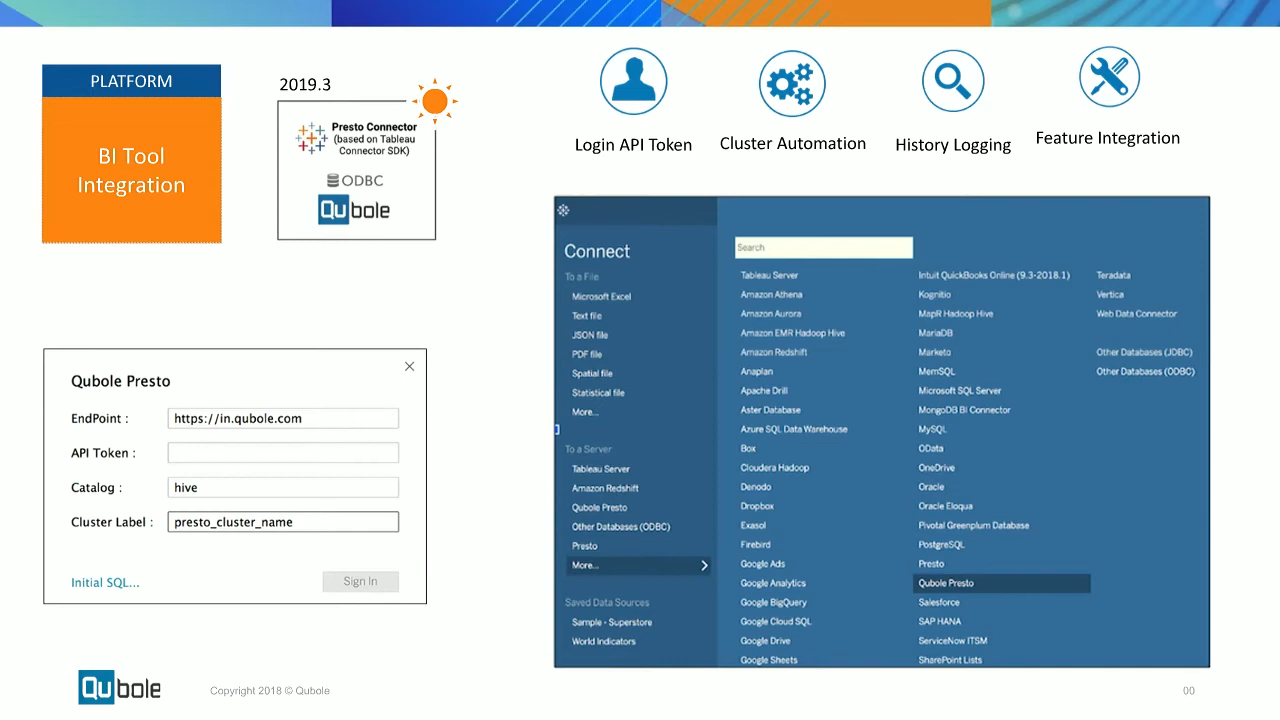 PLATFORM
BI Tool
Integration
2019.3
Presto Connector
(based on Tableau
Connector SDK)
ODBC
Qubole
Login API Token
Cluster Automation
History Logging
Feature Integration
Qubole Presto
EndPoint :
https://in.qubole.com
API Token :
Catalog :
hive
Cluster Label :
presto_cluster_name
Initial SQL...
Sign In
Connect
To a File
Microsoft Excel
Text file
JSON file
PDF file
Spatial file
Statistical file
More...
To a Server
Tableau Server
Amazon Redshift
Qubole Presto
Other Databases (ODBC)
Presto
More...
Saved Data Sources
Sample - Superstore
World Indicators
Search
Tableau Server
Amazon Athena
Amazon Aurora
Amazon EMR Hadoop Hive
Amazon Redshift
Anaplan
Apache Drill
Aster Database
Azure SQL Data Warehouse
Box
Cloudera Hadoop
Denodo
Dropbox
Exasol
Firebird
Google Ads
Google Analytics
Google BigQuery
Google Cloud SQL
Google Drive
Google Sheets
Intuit QuickBooks Online (9.3-2018.1)
Kognitio
MapR Hadoop Hive
MariaDB
Marketo
MemSQL
Microsoft SQL Server
MongoDB BI Connector
MySQL
OData
OneDrive
Oracle
Oracle Eloqua
Pivotal Greenplum Database
PostgreSQL
Presto
Qubole Presto
Salesforce
SAP HANA
ServiceNow ITSM
SharePoint Lists
Teradata
Vertica
Web Data Connector
Other Databases (JDBC)
Other Databases (ODBC)
Qubole
Copyright 2018 © Qubole
00